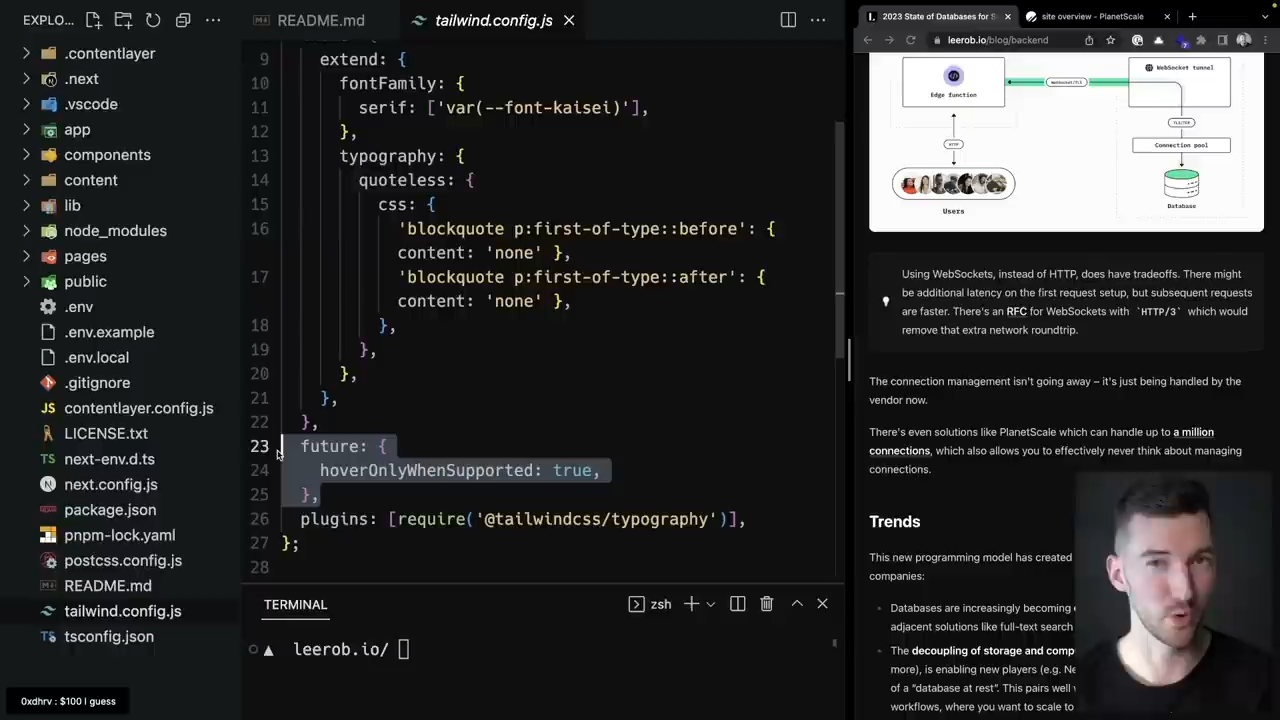 EXPLO...
.contentlayer
.next
.vscode
app
components
content
lib
node_modules
pages
public
.env
.env.example
.env.local
.gitignore
contentlayer.config.js
LICENSE.txt
next-env.d.ts
next.config.js
package.json
pnpm-lock.yaml
postcss.config.js
README.md
tailwind.config.js
tsconfig.json
0xdhrv : $100 | guess
README.md
tailwind.config.js
9 extend: {
10 fontFamily: {
11 serif: ['var(--font-kaisei)'],
12 },
13 typography: {
14 quoteless: {
15 css: {
16 'blockquote p:first-of-type::before': {
content: 'none' },
17 'blockquote p:first-of-type::after': {
content: 'none' },
18 },
19 },
20 },
21 },
22 },
23 future: {
24 hoverOnlyWhenSupported: true,
25 },
26 plugins: [require('@tailwindcss/typography')],
27 };
28
TERMINAL
zsh
leerob.io/
2023 State of Databases for S
site overview - PlanetScale
leerob.io/blog/backend
Edge function
WebSocket/TLS
WebSocket tunnel
TLS/TCP
HTTP
Connection pool
Users
Database
Using WebSockets, instead of HTTP, does have tradeoffs. There might
be additional latency on the first request setup, but subsequent requests
are faster. There's an RFC for WebSockets with `HTTP/3` which would
remove that extra network roundtrip.
The connection management isn't going away – it's just being handled by the
vendor now.
There's even solutions like PlanetScale which can handle up to a million
connections, which also allows you to effectively never think about managing
connections.
Trends
This new programming model has created
companies:
Databases are increasingly becoming
adjacent solutions like full-text search
The decoupling of storage and comp
more), is enabling new players (e.g. Ne
of a “database at rest”. This pairs well
workflows, where you want to scale to